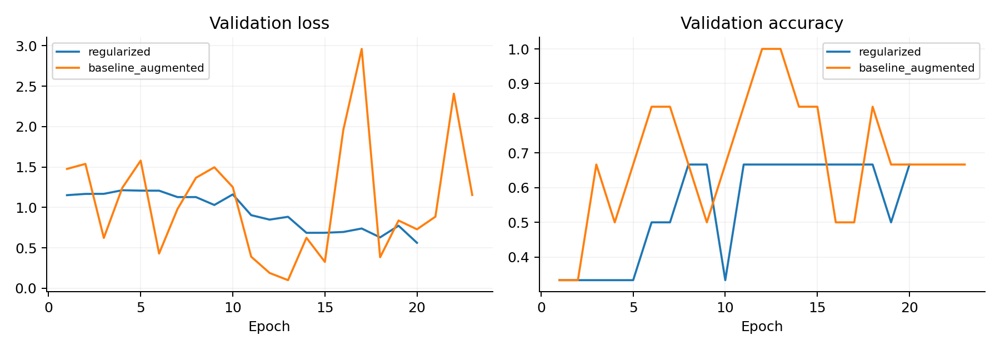 Validation loss
regularized
baseline_augmented
3.0
2.5
2.0
1.5
1.0
0.5
0.0
0 5 10 15 20
Epoch
Validation accuracy
regularized
baseline_augmented
1.0
0.9
0.8
0.7
0.6
0.5
0.4
0 5 10 15 20
Epoch